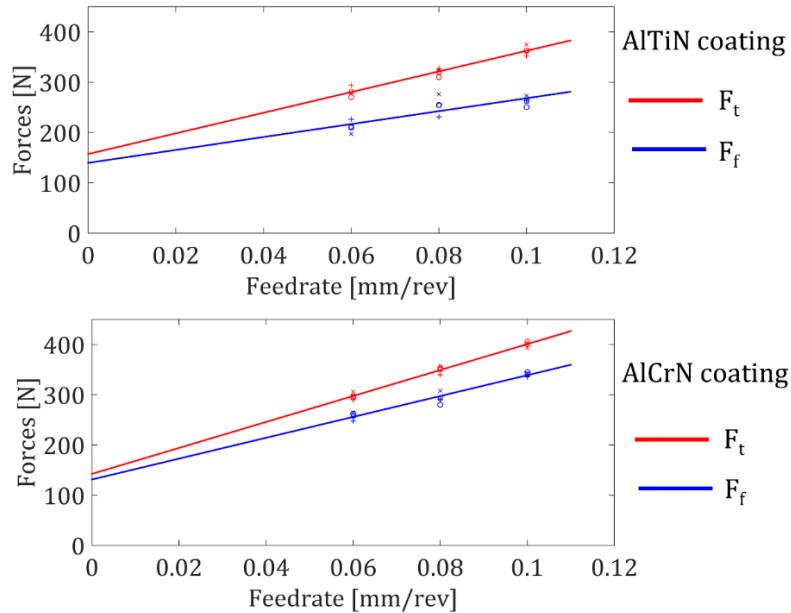 400
300
200
100
0
Forces [N]
0
0.02
0.04
0.06
0.08
0.1
0.12
Feedrate [mm/rev]
AlTiN coating
Ft
Ff
400
300
200
100
0
Forces [N]
0
0.02
0.04
0.06
0.08
0.1
0.12
Feedrate [mm/rev]
AlCrN coating
Ft
Ff